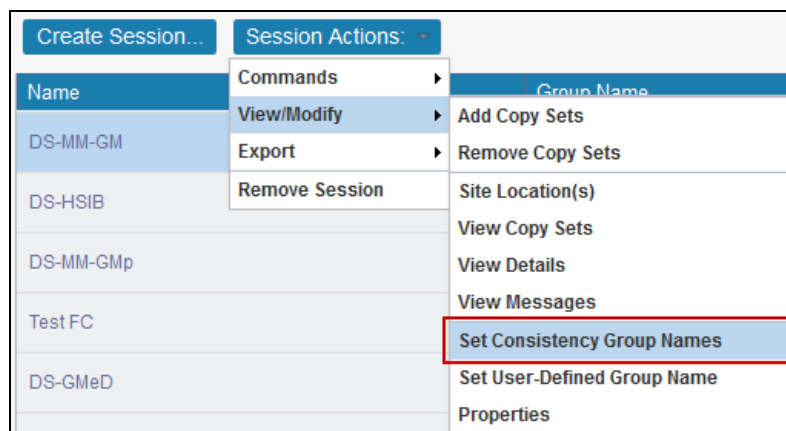 Create Session...
Session Actions:
Name
Group Name
Commands
View/Modify
Export
Remove Session
Add Copy Sets
Remove Copy Sets
Site Location(s)
View Copy Sets
View Details
View Messages
Set Consistency Group Names
Set User-Defined Group Name
Properties
DS-MM-GM
DS-HSIB
DS-MM-GMp
Test FC
DS-GMeD